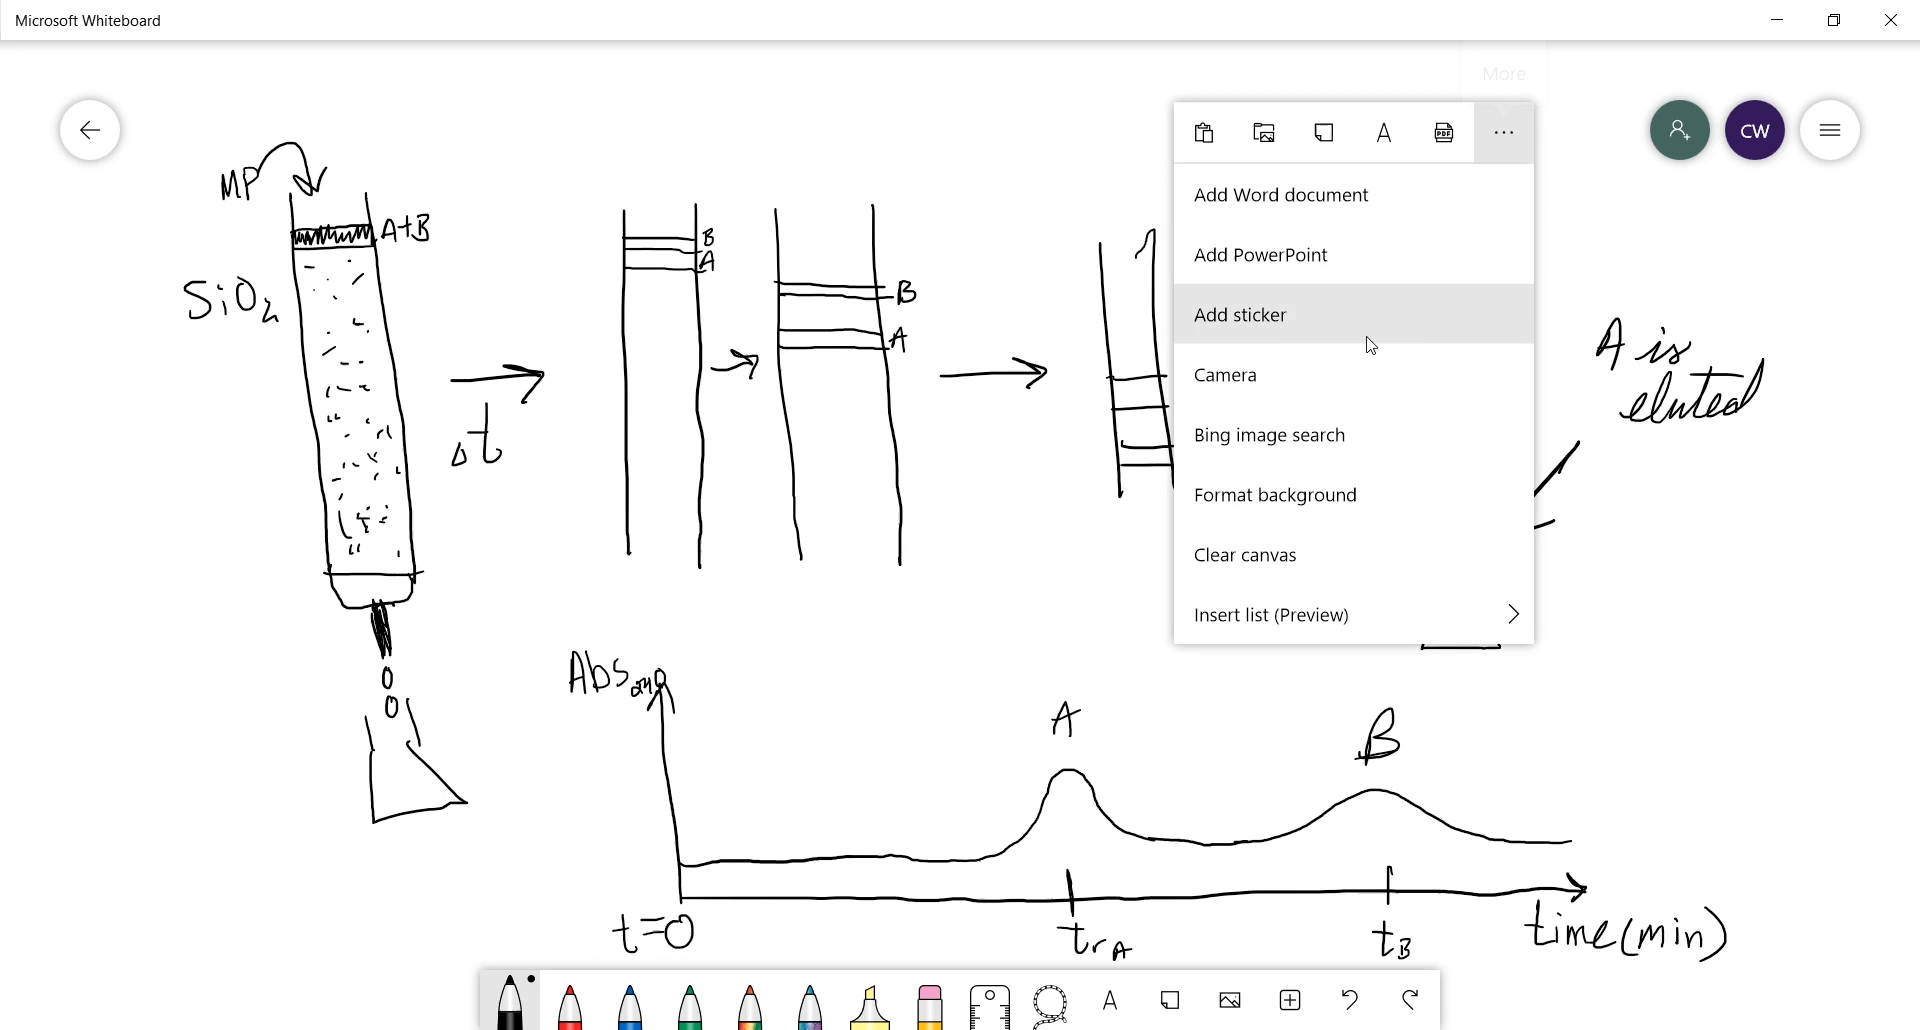 Microsoft Whiteboard
More
CW
MP
A+B
SiO₂
Δt
B
A
B
A
A is
eluted
PDF
Add Word document
Add PowerPoint
Add sticker
Camera
Bing image search
Format background
Clear canvas
Insert list (Preview)
Abs
A
B
t=0
trA
tB
time(min)
A